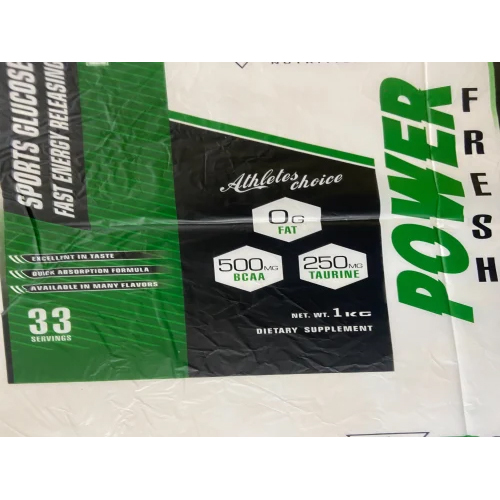 SPORTS GLUCOSE
FAST ENERGY RELEASING
POWER
FRESH
Athletes choice
0G
FAT
500MG
BCAA
250MG
TAURINE
EXCELLINT IN TASTE
QUICK ABSORPTION FORMULA
AVAILABLE IN MANY FLAVORS
33
SERVINGS
NET. WT. 1KG
DIETARY SUPPLEMENT